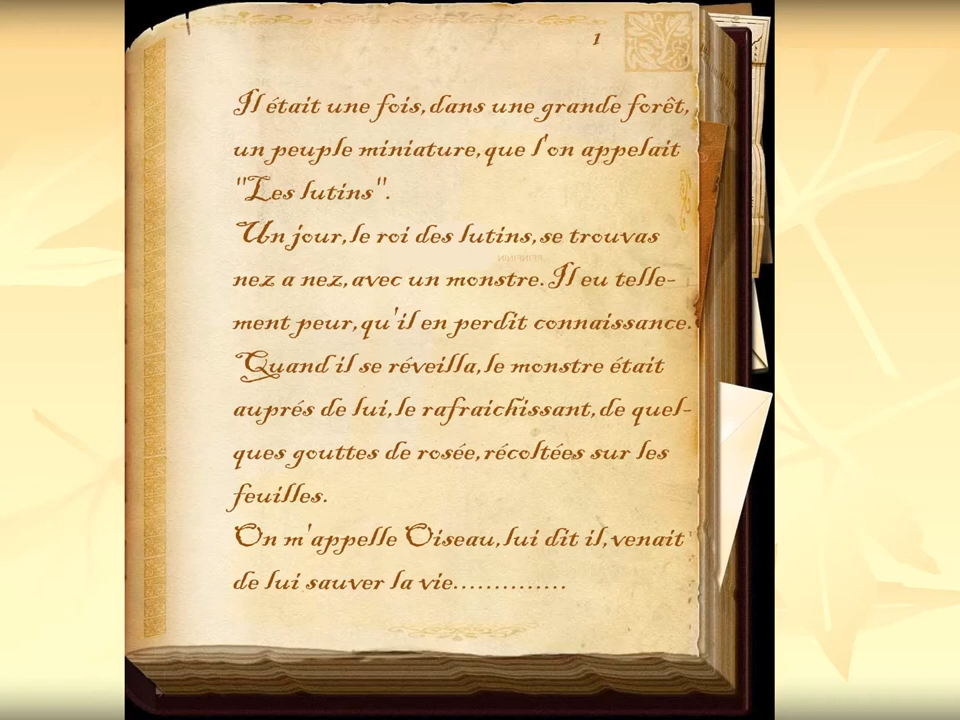 1
Il était une fois, dans une grande forêt,
un peuple miniature, que l'on appelait
"Les lutins".
Un jour, le roi des lutins, se trouvas
nez a nez, avec un monstre. Il eu telle-
ment peur, qu'il en perdit connaissance.
Quand il se réveilla, le monstre était
auprés de lui, le rafraichissant, de quel-
ques gouttes de rosée, récoltées sur les
feuilles.
On m'appelle Oiseau, lui dit il, venait
de lui sauver la vie..............